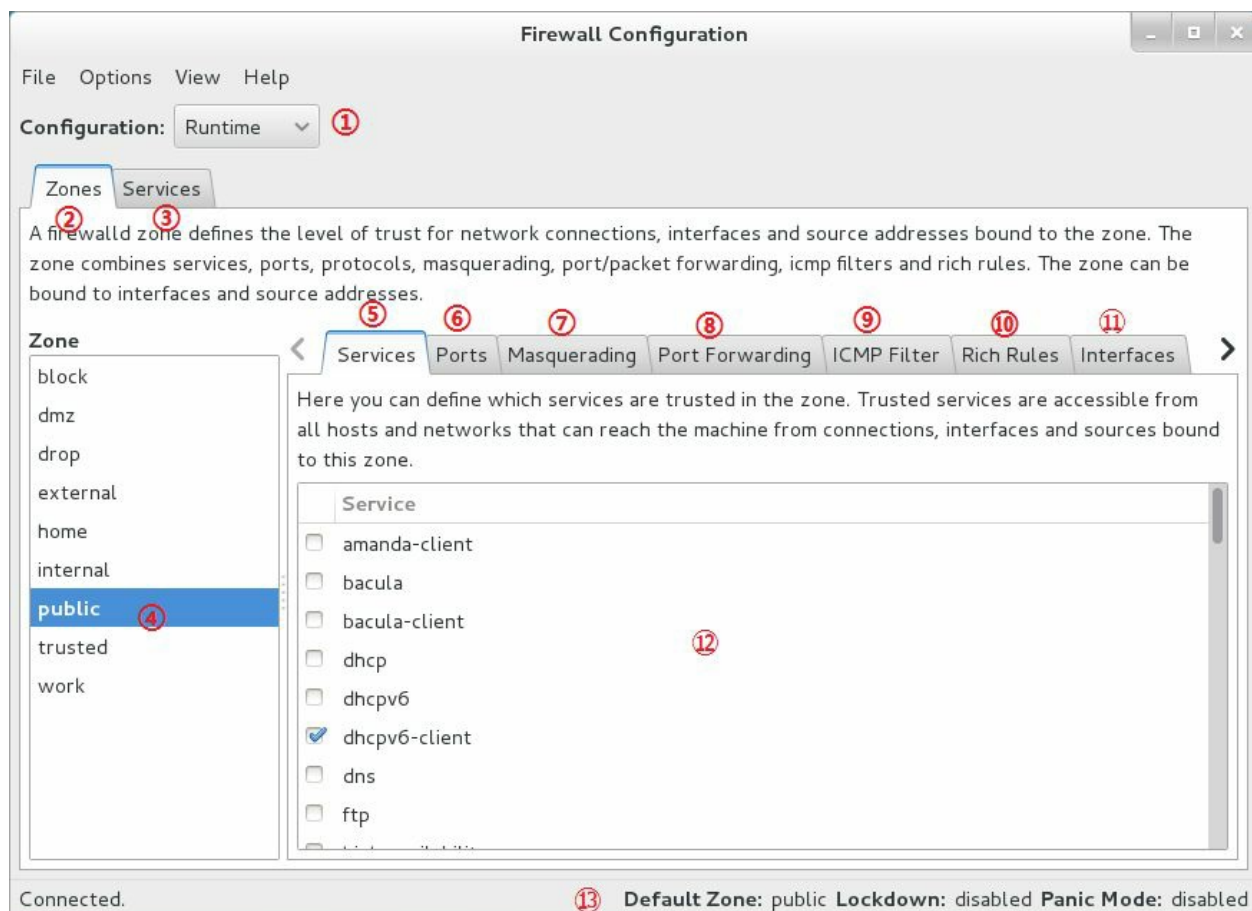 Firewall Configuration
File Options View Help
Configuration: Runtime ①
Zones Services
② ③
A firewalld zone defines the level of trust for network connections, interfaces and source addresses bound to the zone. The
zone combines services, ports, protocols, masquerading, port/packet forwarding, icmp filters and rich rules. The zone can be
bound to interfaces and source addresses.
⑤ ⑥ ⑦ ⑧ ⑨ ⑩ ⑪
Zone
Services Ports Masquerading Port Forwarding ICMP Filter Rich Rules Interfaces
block
dmz
drop
external
home
internal
public ④
trusted
work
Here you can define which services are trusted in the zone. Trusted services are accessible from
all hosts and networks that can reach the machine from connections, interfaces and sources bound
to this zone.
Service
amanda-client
bacula
bacula-client
⑫
dhcp
dhcpv6
dhcpv6-client
dns
ftp
Connected.
⑬ Default Zone: public Lockdown: disabled Panic Mode: disabled